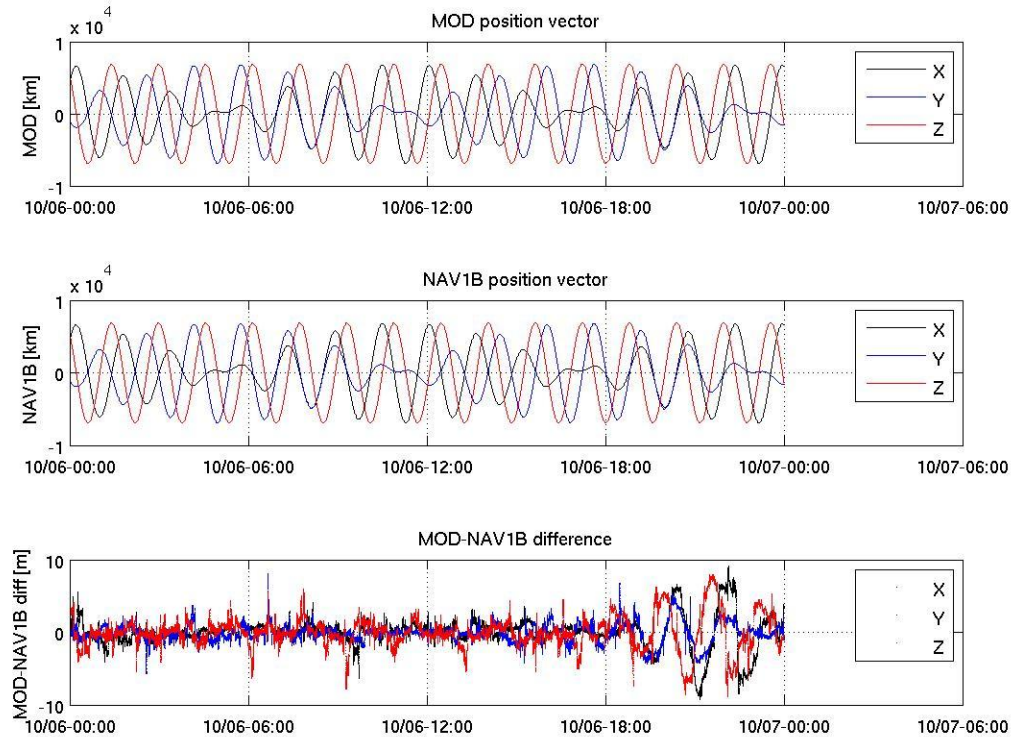 MOD position vector
x 10^4
1
0
-1
MOD [km]
X
Y
Z
10/06-00:00 10/06-06:00 10/06-12:00 10/06-18:00 10/07-00:00 10/07-06:00
NAV1B position vector
x 10^4
1
0
-1
NAV1B [km]
X
Y
Z
10/06-00:00 10/06-06:00 10/06-12:00 10/06-18:00 10/07-00:00 10/07-06:00
MOD-NAV1B difference
10
0
-10
MOD-NAV1B diff [m]
X
Y
Z
10/06-00:00 10/06-06:00 10/06-12:00 10/06-18:00 10/07-00:00 10/07-06:00